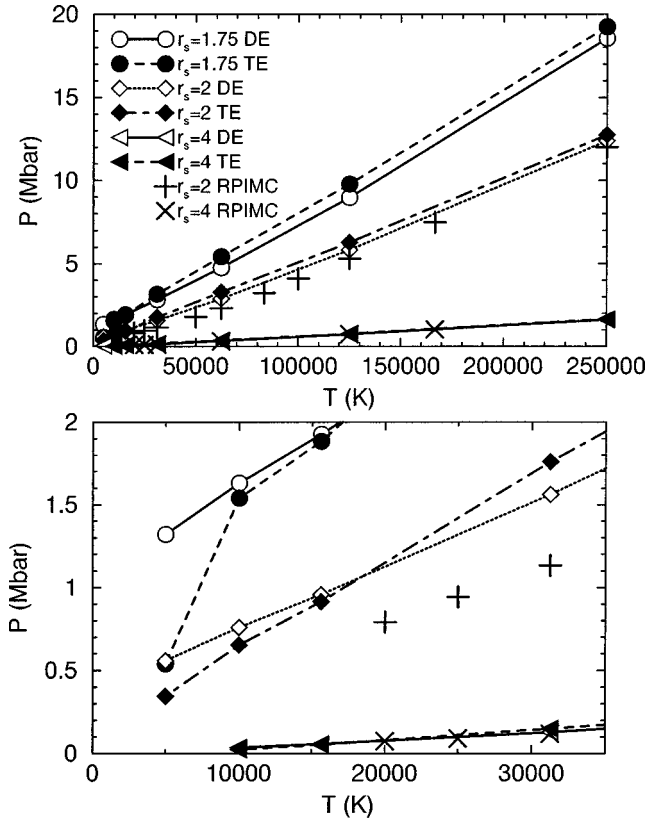 20
15
10
5
0
P (Mbar)
r_s=1.75 DE
r_s=1.75 TE
r_s=2 DE
r_s=2 TE
r_s=4 DE
r_s=4 TE
r_s=2 RPIMC
r_s=4 RPIMC
0 50000 100000 150000 200000 250000
T (K)
2
1.5
1
0.5
0
P (Mbar)
0 10000 20000 30000
T (K)